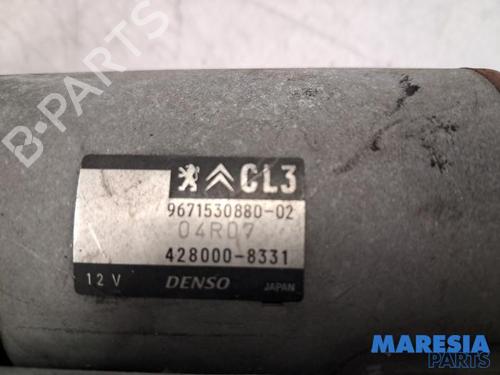 B-PARTS
CL3
9671530880-02
04R07
428000-8331
12 V DENSO JAPAN
MARESIA
PARTS